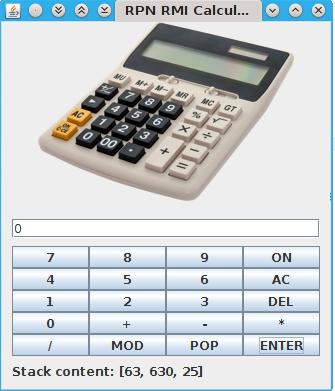 RPN RMI Calcul...
MU M+ M- MR MC GT
7 8 9 % √
4 5 6 × ÷
AC 1 2 3
0 00 · + - =
0
7 8 9 ON
4 5 6 AC
1 2 3 DEL
0 + - *
/ MOD POP ENTER
Stack content: [63, 630, 25]